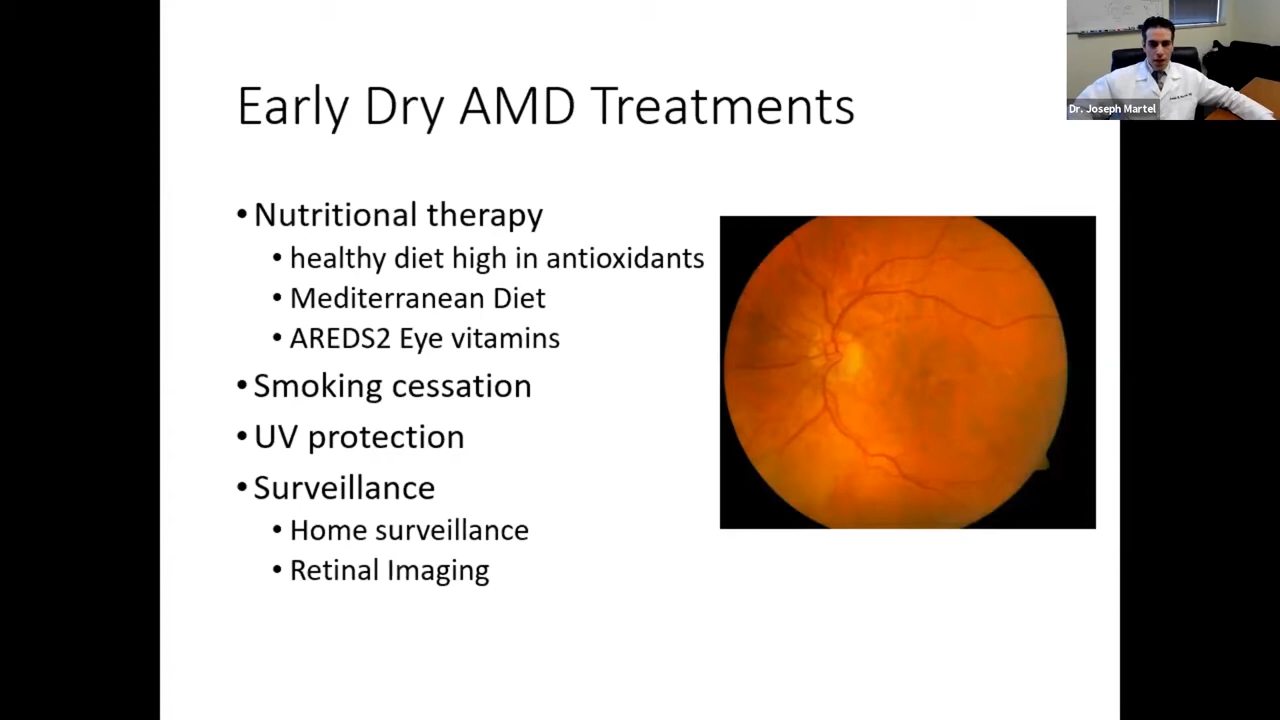 Early Dry AMD Treatments
Dr. Joseph Martel
• Nutritional therapy
• healthy diet high in antioxidants
• Mediterranean Diet
• AREDS2 Eye vitamins
• Smoking cessation
• UV protection
• Surveillance
• Home surveillance
• Retinal Imaging